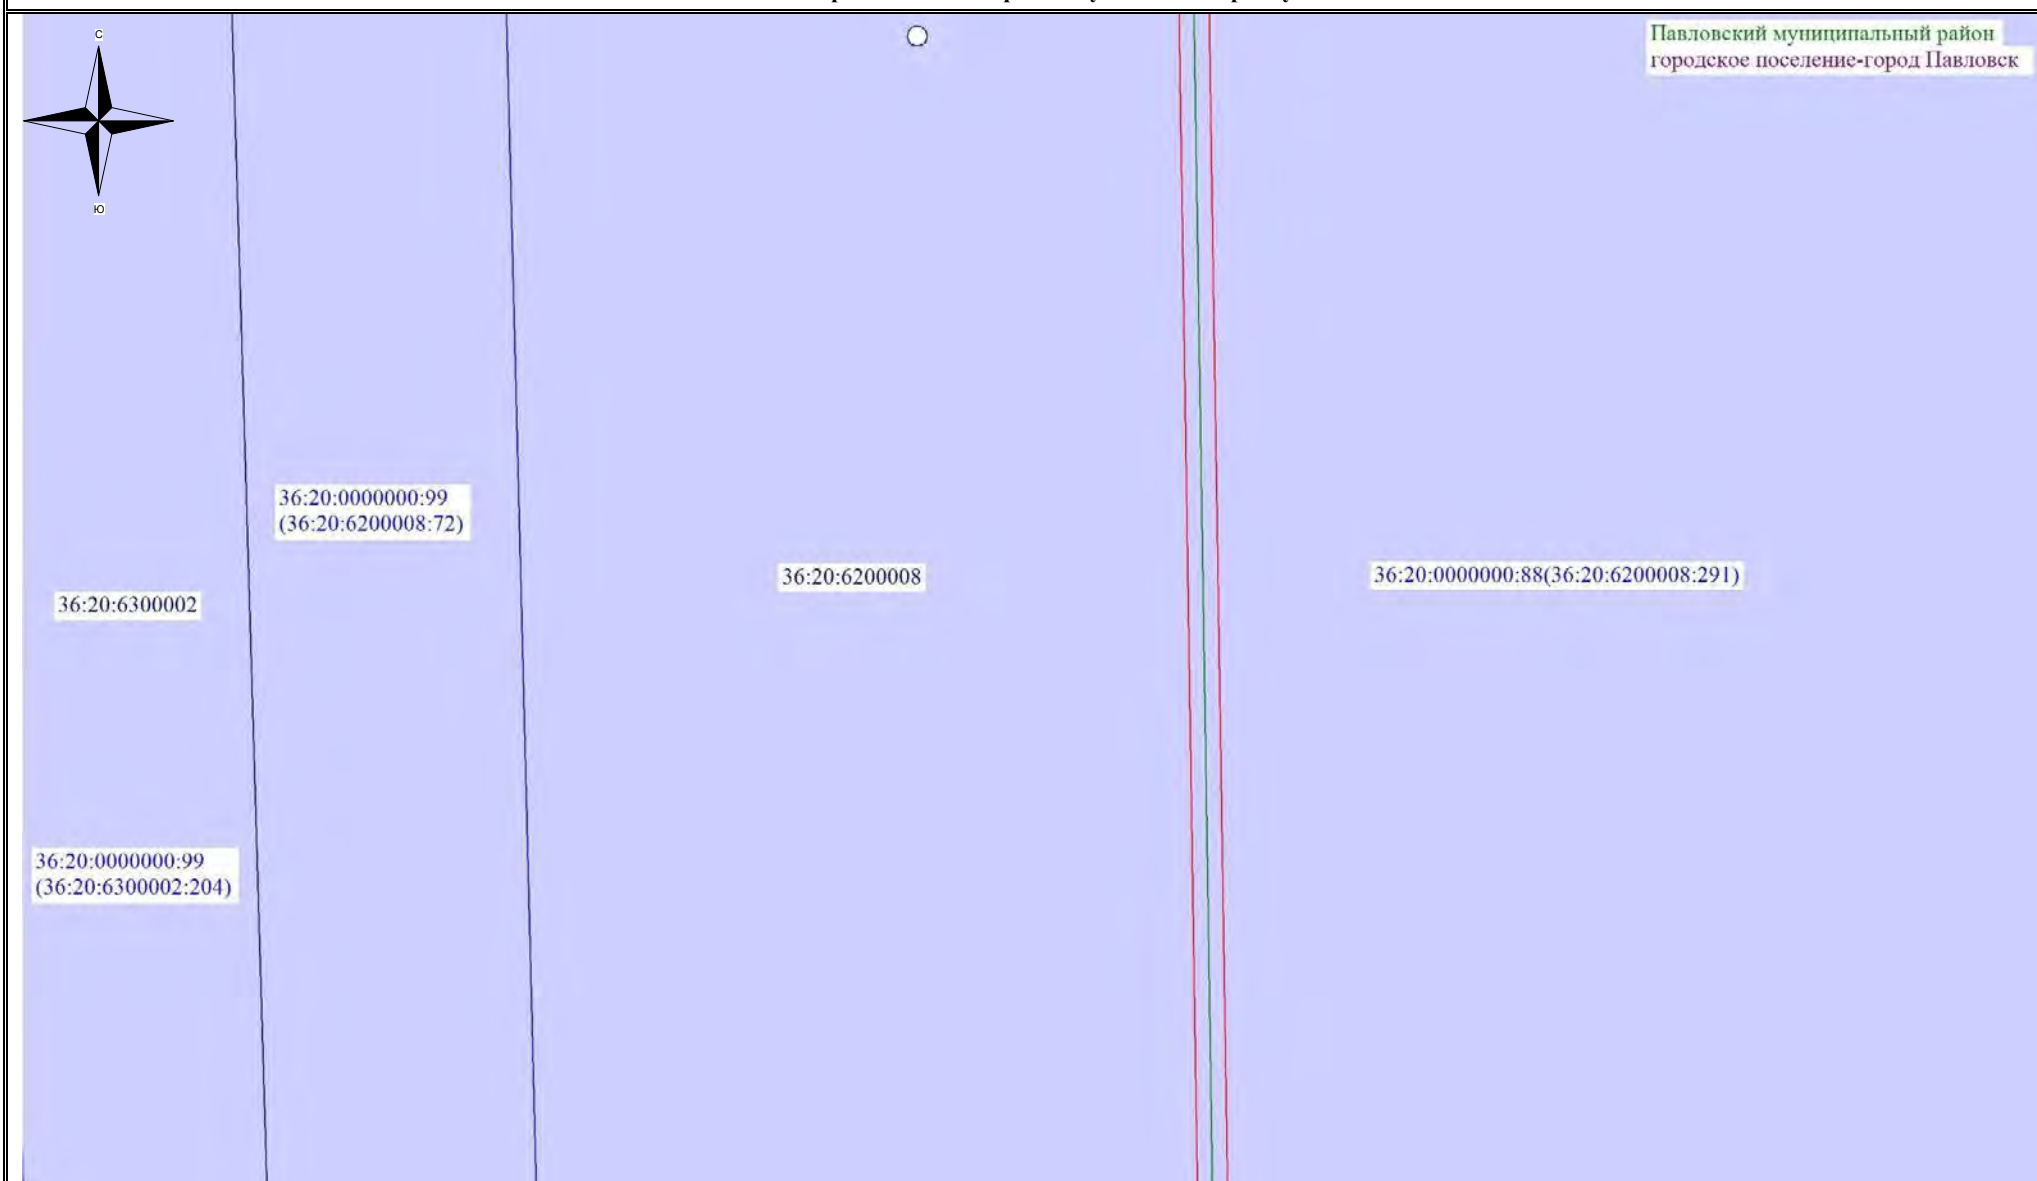 С
Ю
Павловский муниципальный район
городское поселение-город Павловск
36:20:0000000:99
(36:20:6200008:72)
36:20:6200008
36:20:0000000:88(36:20:6200008:291)
36:20:6300002
36:20:0000000:99
(36:20:6300002:204)